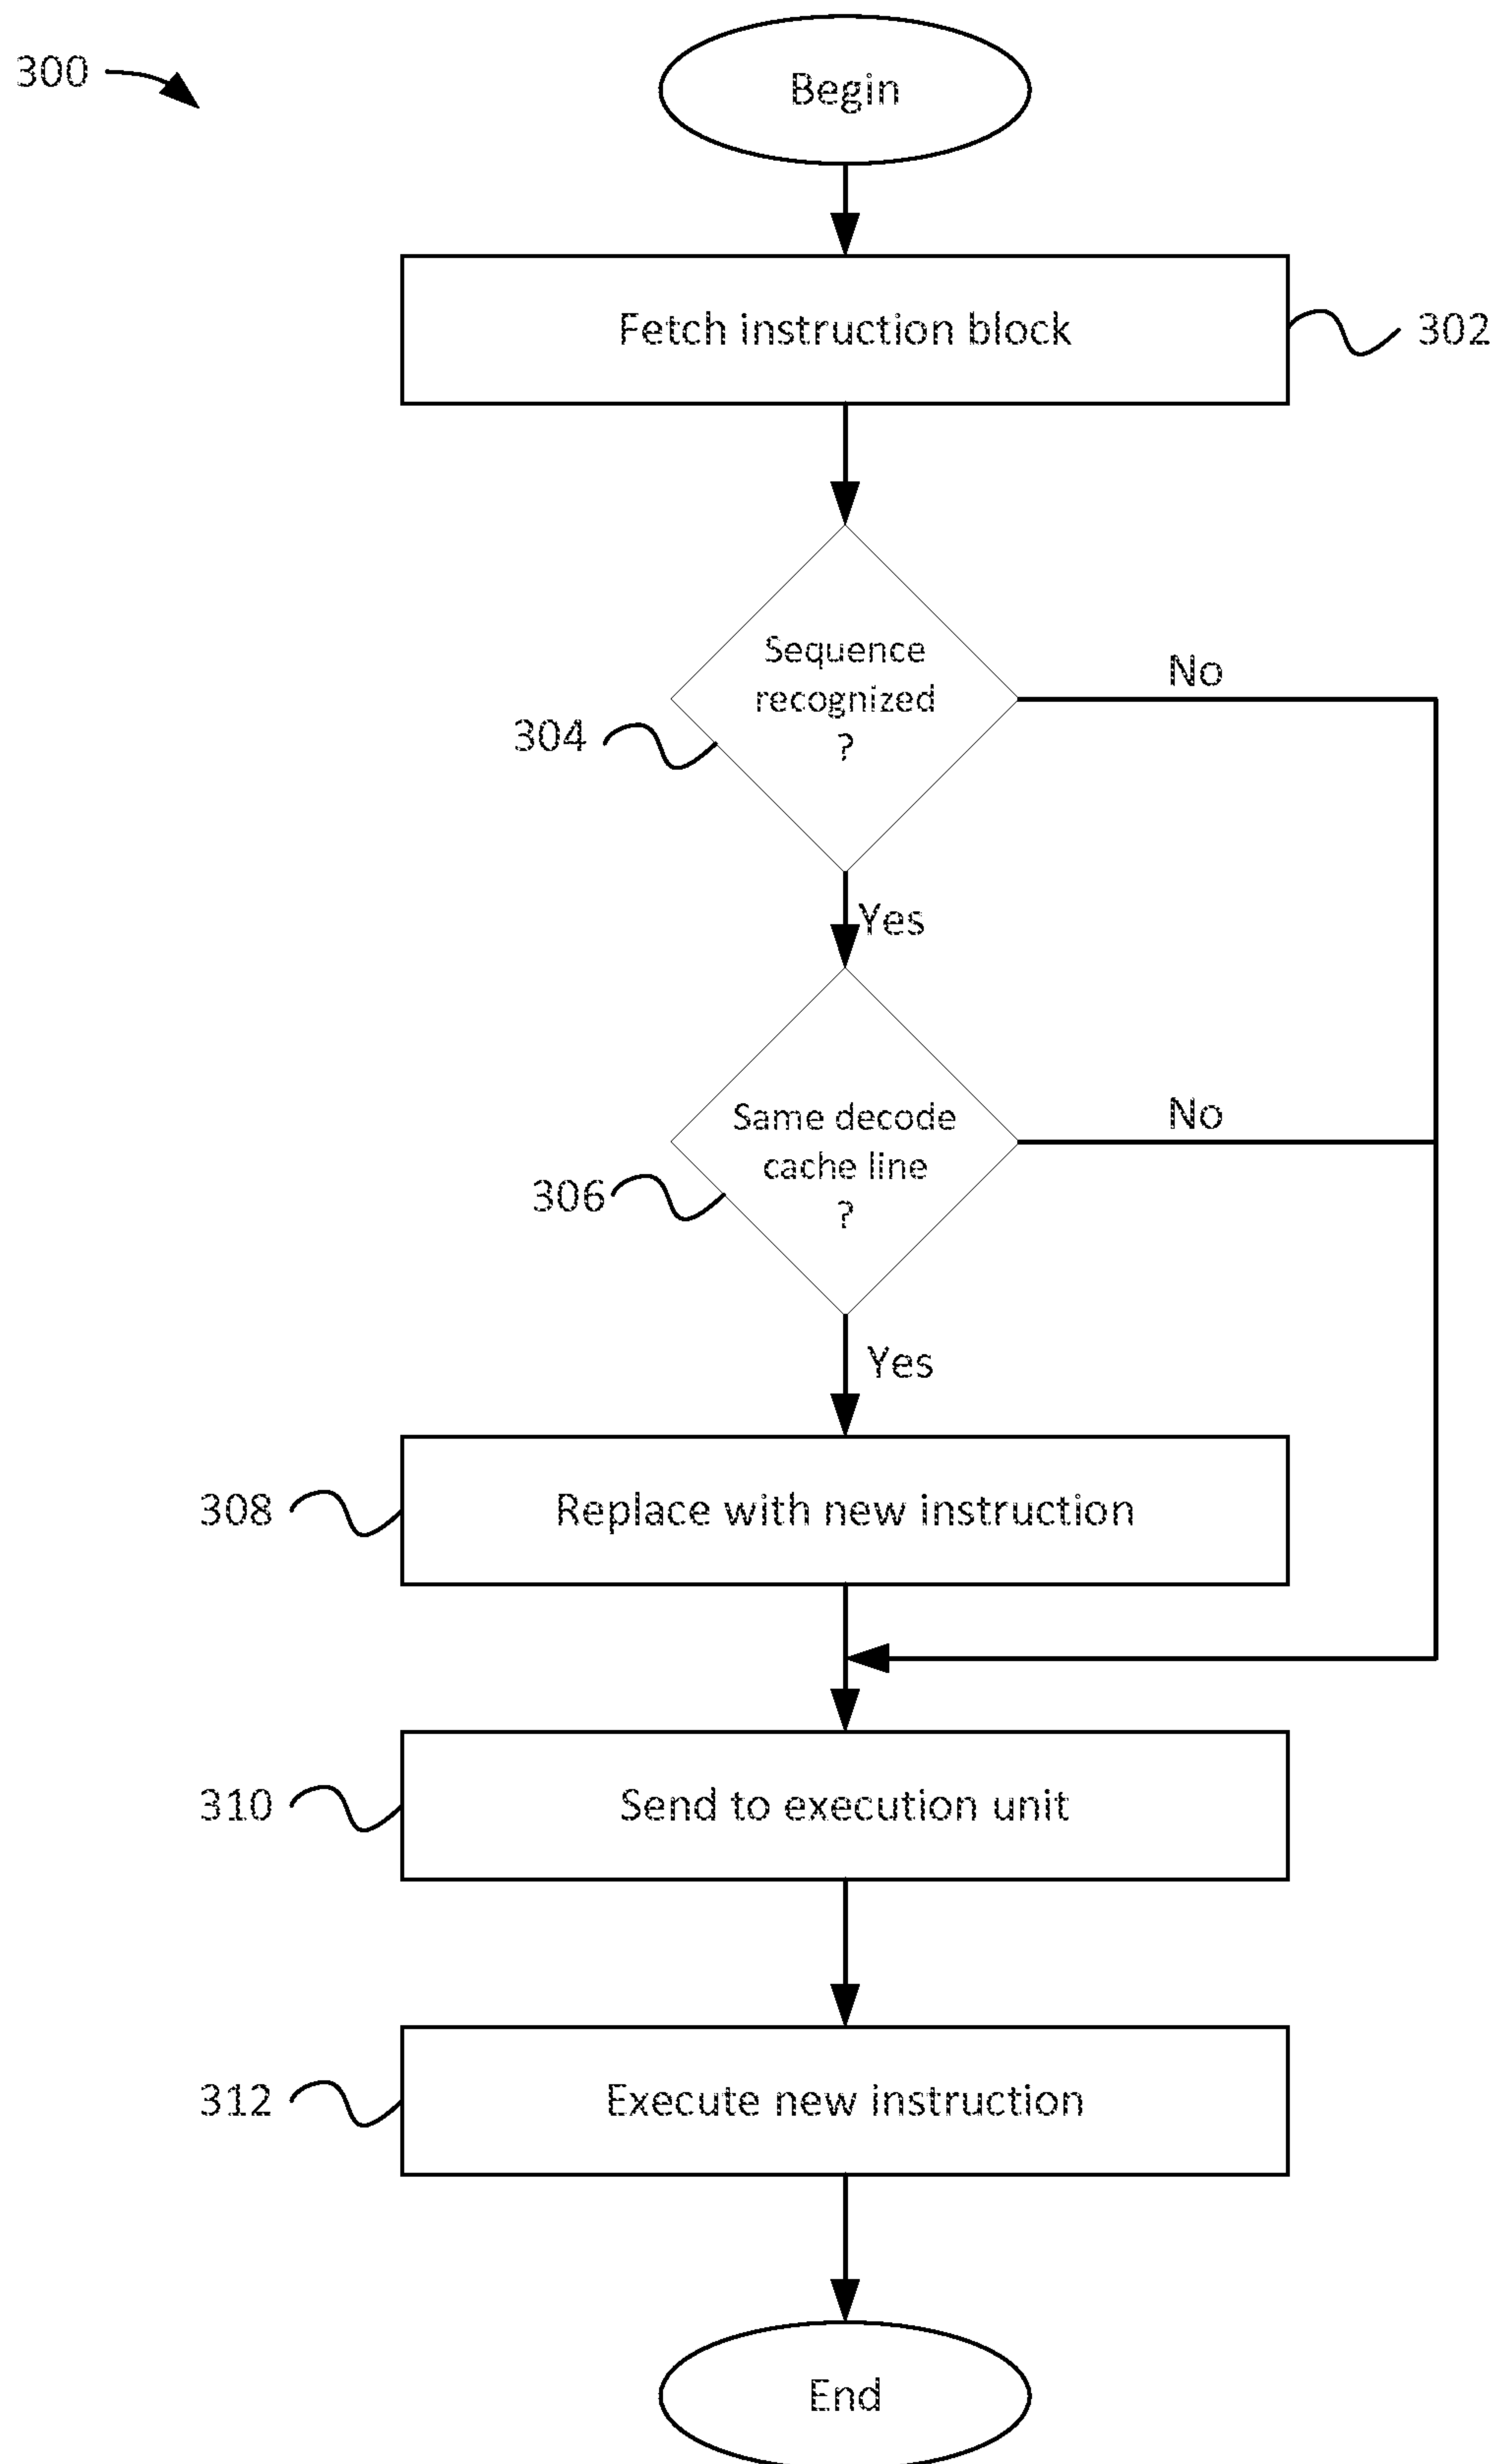 300
Begin
Fetch instruction block
302
Sequence
recognized
?
No
304
Yes
Same decode
cache line
?
No
306
Yes
308
Replace with new instruction
310
Send to execution unit
312
Execute new instruction
End